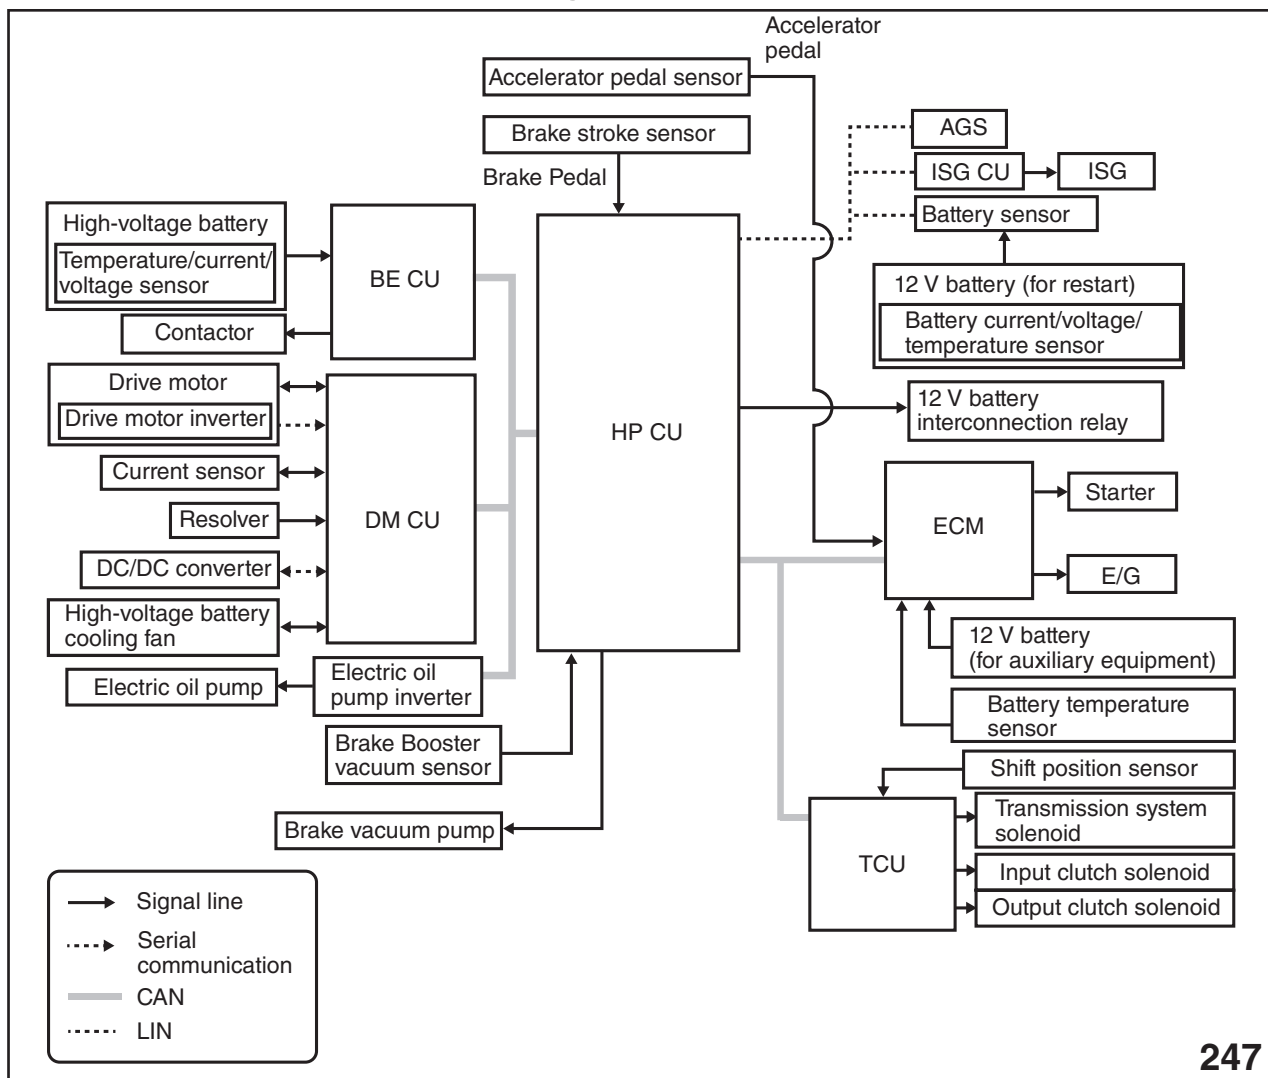 Accelerator
pedal
Accelerator pedal sensor
Brake stroke sensor
Brake Pedal
AGS
ISG CU
ISG
Battery sensor
High-voltage battery
Temperature/current/
voltage sensor
BE CU
12 V battery (for restart)
Battery current/voltage/
temperature sensor
Contactor
Drive motor
Drive motor inverter
12 V battery
interconnection relay
HP CU
Current sensor
Resolver
DM CU
ECM
Starter
DC/DC converter
E/G
High-voltage battery
cooling fan
12 V battery
(for auxiliary equipment)
Electric oil pump
Electric oil
pump inverter
Battery temperature
sensor
Brake Booster
vacuum sensor
Shift position sensor
Brake vacuum pump
Transmission system
solenoid
TCU
Input clutch solenoid
Output clutch solenoid
Signal line
Serial
communication
CAN
LIN
247